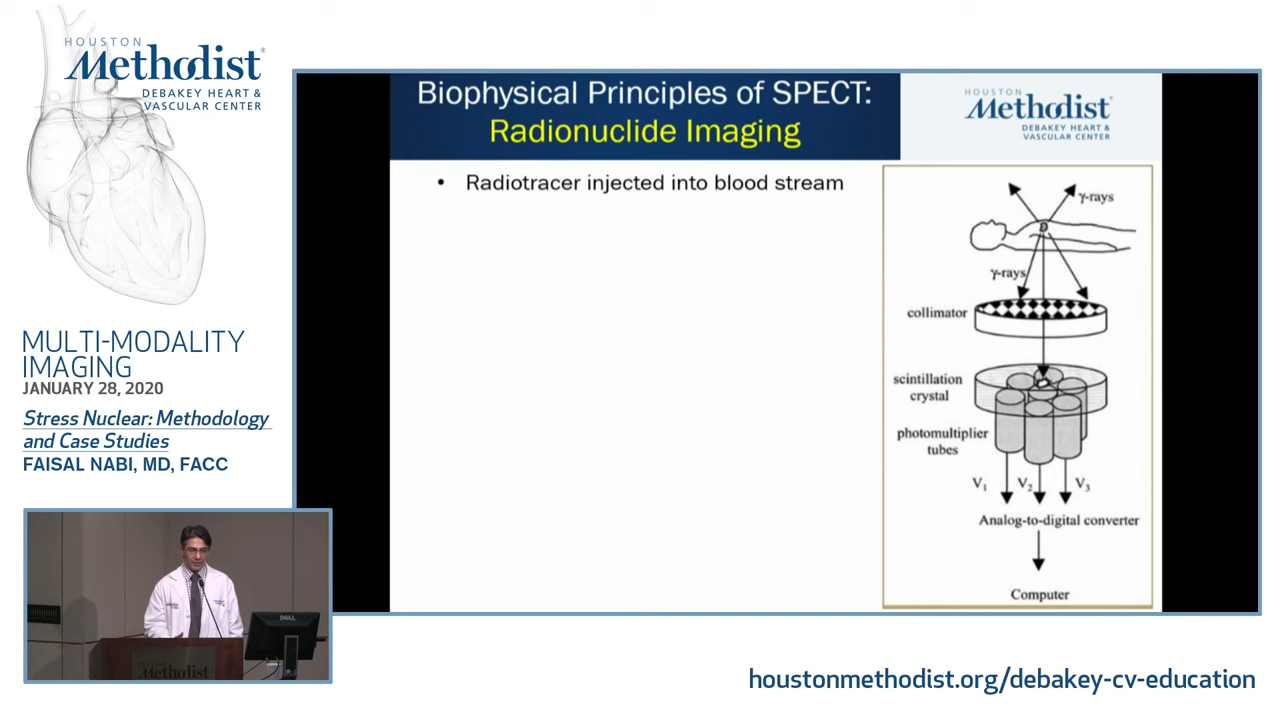 HOUSTON
Methodist
DEBAKEY HEART &
VASCULAR CENTER
MULTI-MODALITY
IMAGING
JANUARY 28, 2020
Stress Nuclear: Methodology
and Case Studies
FAISAL NABI, MD, FACC
Biophysical Principles of SPECT:
Radionuclide Imaging
HOUSTON
Methodist
DEBAKEY HEART &
VASCULAR CENTER
• Radiotracer injected into blood stream
γ-rays
γ-rays
collimator
scintillation
crystal
photomultiplier
tubes
V1 V2 V3
Analog-to-digital converter
Computer
DELL
HOUSTON
Methodist
houstonmethodist.org/debakey-cv-education